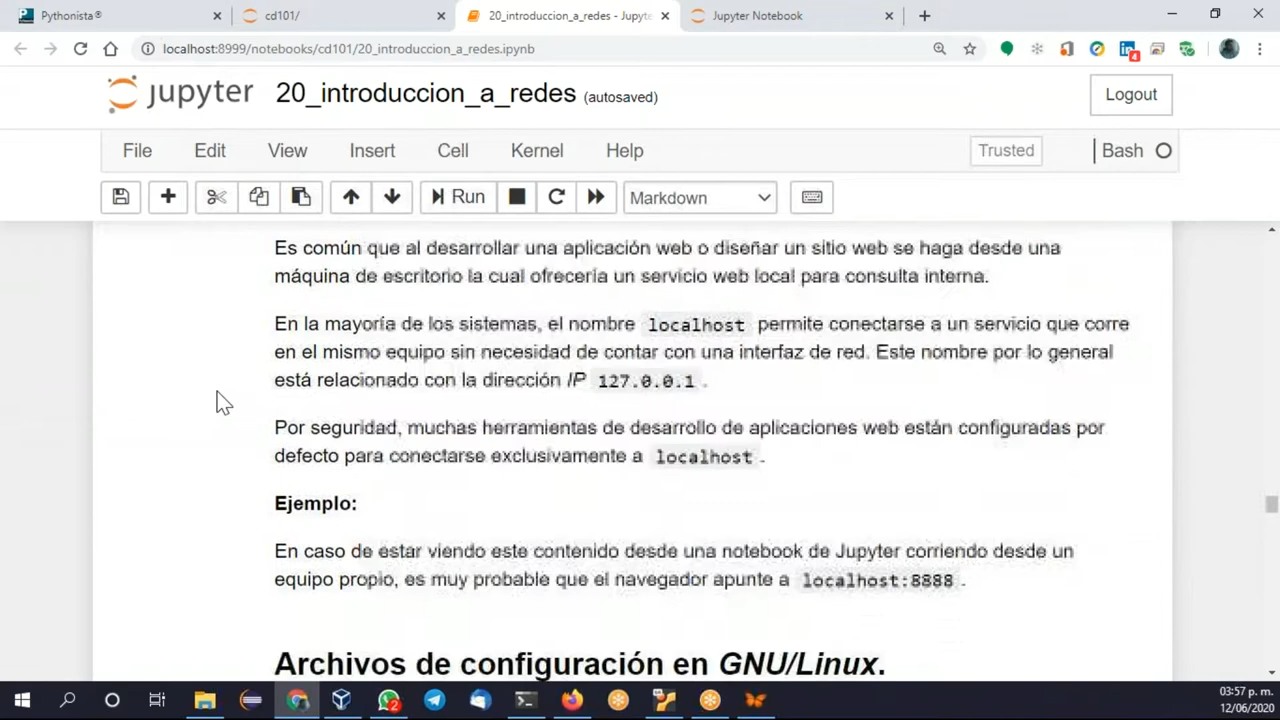 Pythonista®
cd101/
20_introduccion_a_redes - Jupyte
Jupyter Notebook
localhost:8999/notebooks/cd101/20_introduccion_a_redes.ipynb
4
jupyter 20_introduccion_a_redes (autosaved)
Logout
File Edit View Insert Cell Kernel Help
Trusted
Bash
Run
Markdown
Es común que al desarrollar una aplicación web o diseñar un sitio web se haga desde una
máquina de escritorio la cual ofrecería un servicio web local para consulta interna.
En la mayoría de los sistemas, el nombre localhost permite conectarse a un servicio que corre
en el mismo equipo sin necesidad de contar con una interfaz de red. Este nombre por lo general
está relacionado con la dirección IP 127.0.0.1 .
Por seguridad, muchas herramientas de desarrollo de aplicaciones web están configuradas por
defecto para conectarse exclusivamente a localhost .
Ejemplo:
En caso de estar viendo este contenido desde una notebook de Jupyter corriendo desde un
equipo propio, es muy probable que el navegador apunte a localhost:8888 .
Archivos de configuración en GNU/Linux.
2
03:57 p. m.
12/06/2020